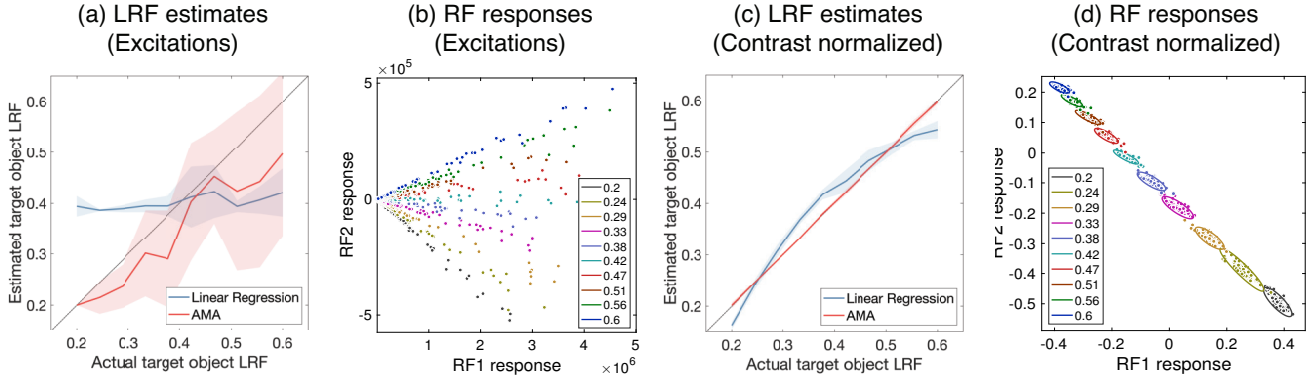 (a) LRF estimates
(Excitations)
Estimated target object LRF
0.6
0.5
0.4
0.3
0.2
Linear Regression
AMA
0.2 0.3 0.4 0.5 0.6
Actual target object LRF
(b) RF responses
(Excitations)
× 10⁵
RF2 response
5
0
-5
0.2
0.24
0.29
0.33
0.38
0.42
0.47
0.51
0.56
0.6
1 2 3 4 5
RF1 response
× 10⁶
(c) LRF estimates
(Contrast normalized)
Estimated target object LRF
0.6
0.5
0.4
0.3
0.2
Linear Regression
AMA
0.2 0.3 0.4 0.5 0.6
Actual target object LRF
(d) RF responses
(Contrast normalized)
RF2 response
0.2
0.1
0
-0.1
-0.2
-0.3
-0.4
-0.5
0.2
0.24
0.29
0.33
0.38
0.42
0.47
0.51
0.56
0.6
-0.4 -0.2 0 0.2 0.4
RF1 response